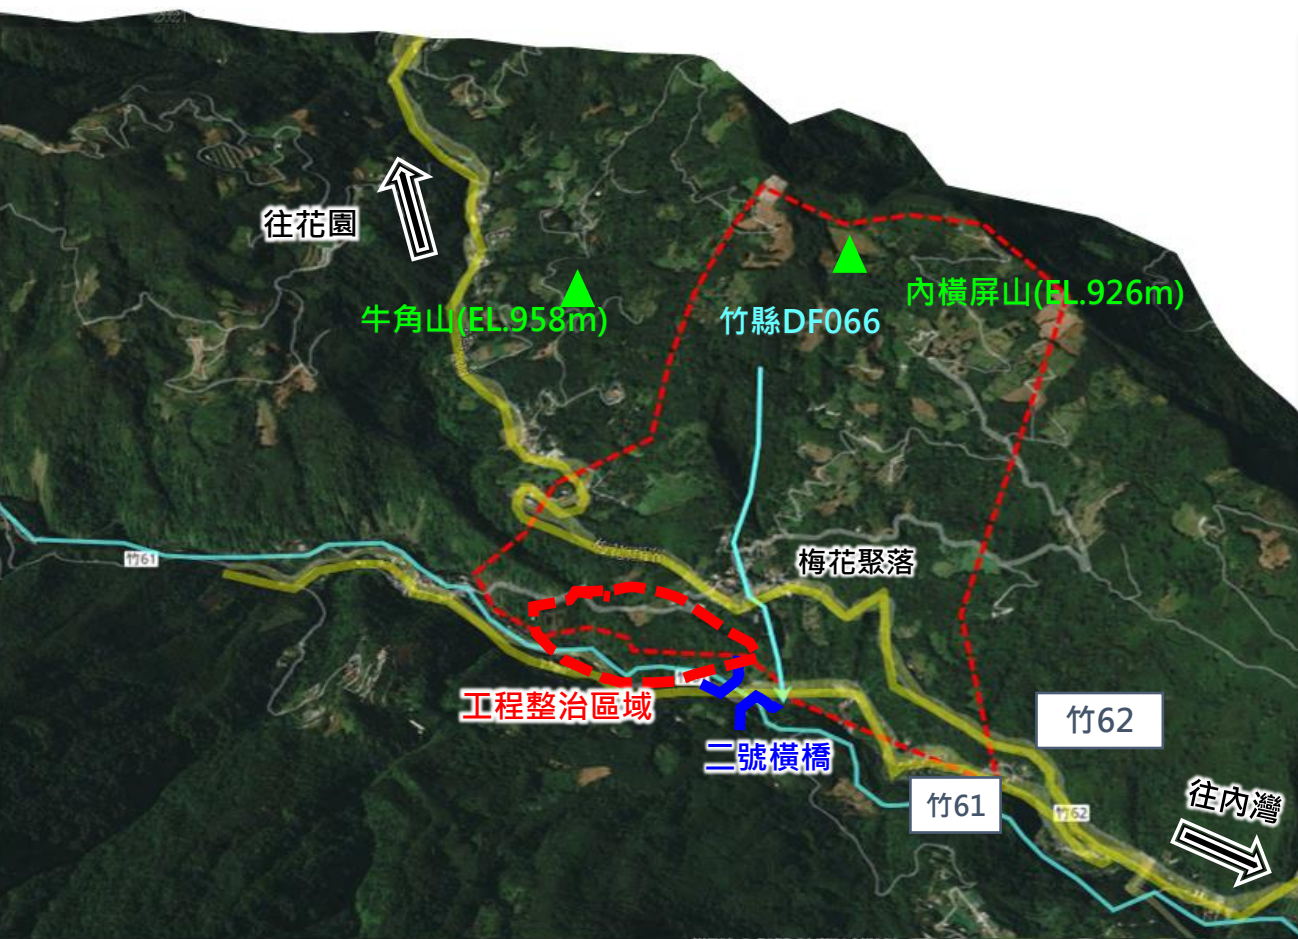 往花園
牛角山(EL.958m)
內橫屏山(EL.926m)
竹縣DF066
竹61
梅花聚落
工程整治區域
二號橫橋
竹62
竹61
竹62
往內灣